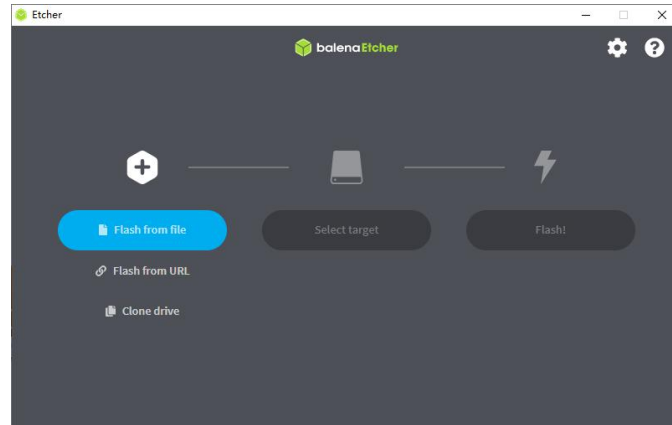 Etcher
balenaEtcher
Flash from file
Select target
Flash!
Flash from URL
Clone drive